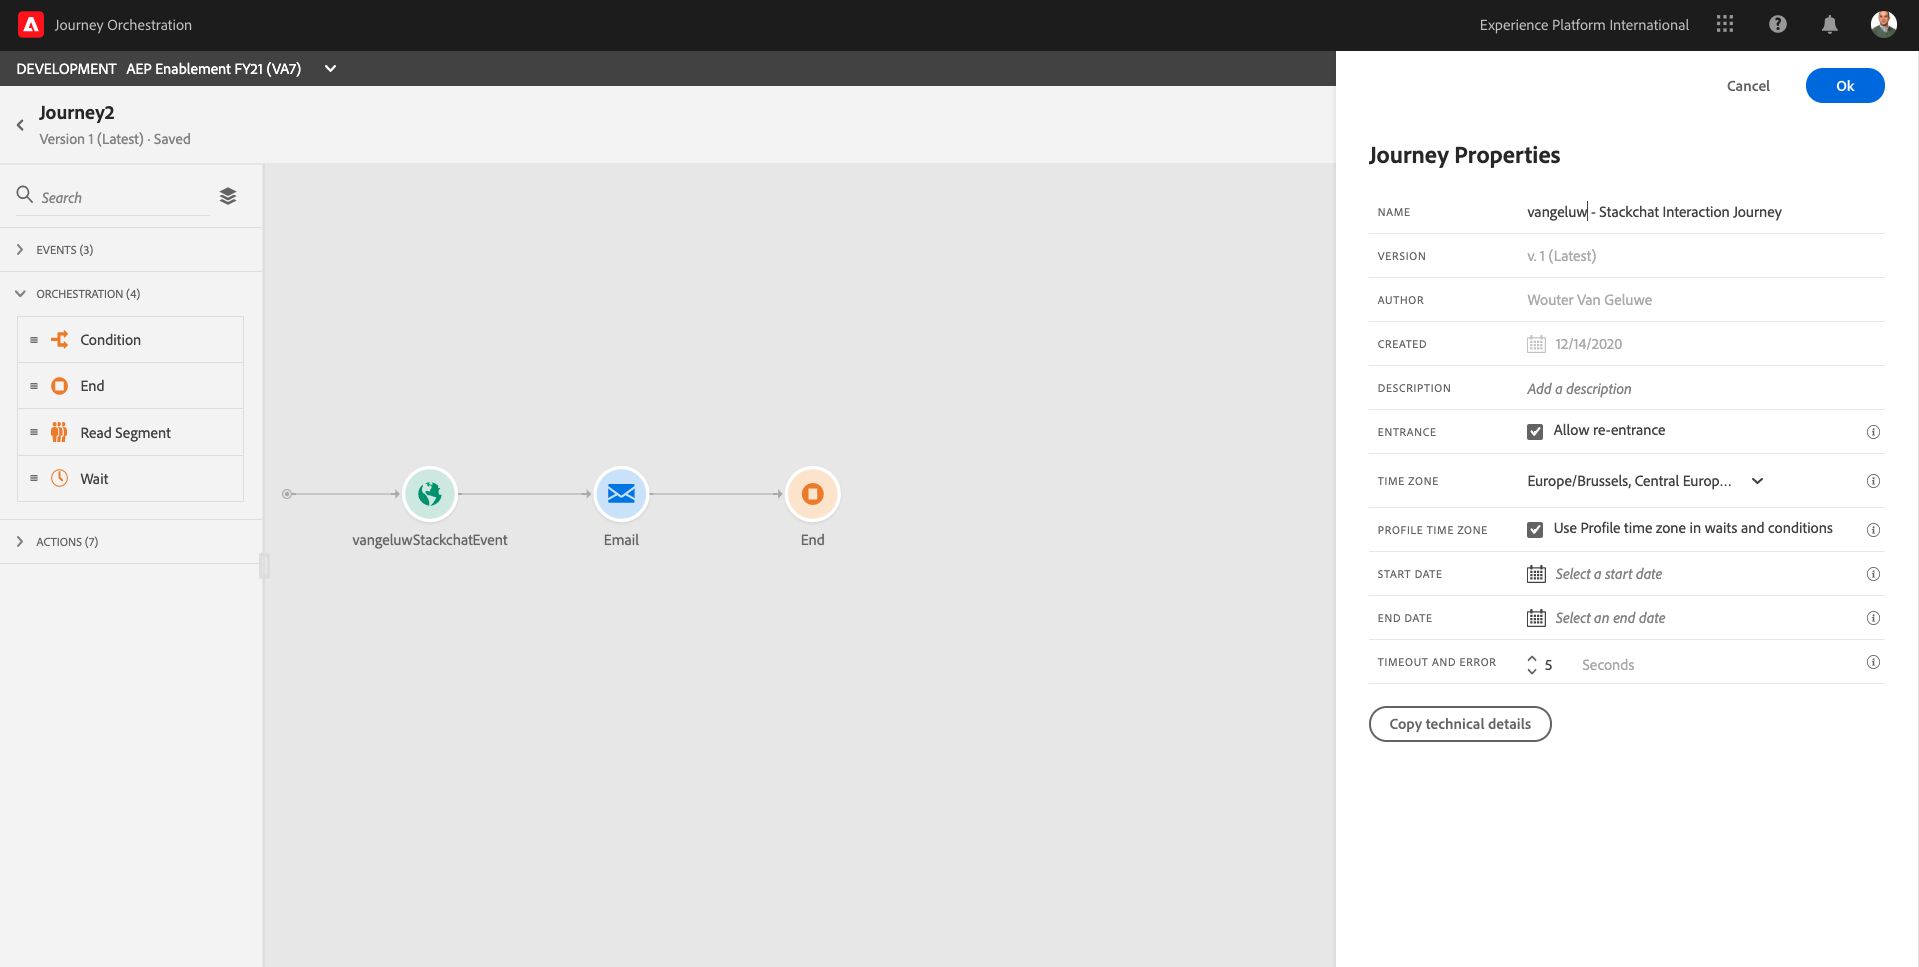 Journey Orchestration
Experience Platform International
DEVELOPMENT AEP Enablement FY21 (VA7)
Journey2
Version 1 (Latest) · Saved
Search
EVENTS (3)
ORCHESTRATION (4)
Condition
End
Read Segment
Wait
ACTIONS (7)
vangeluwStackchatEvent
Email
End
Cancel
Ok
Journey Properties
NAME vangeluw - Stackchat Interaction Journey
VERSION v. 1 (Latest)
AUTHOR Wouter Van Geluwe
CREATED 12/14/2020
DESCRIPTION Add a description
ENTRANCE Allow re-entrance
TIME ZONE Europe/Brussels, Central Europ...
PROFILE TIME ZONE Use Profile time zone in waits and conditions
START DATE Select a start date
END DATE Select an end date
TIMEOUT AND ERROR 5 Seconds
Copy technical details